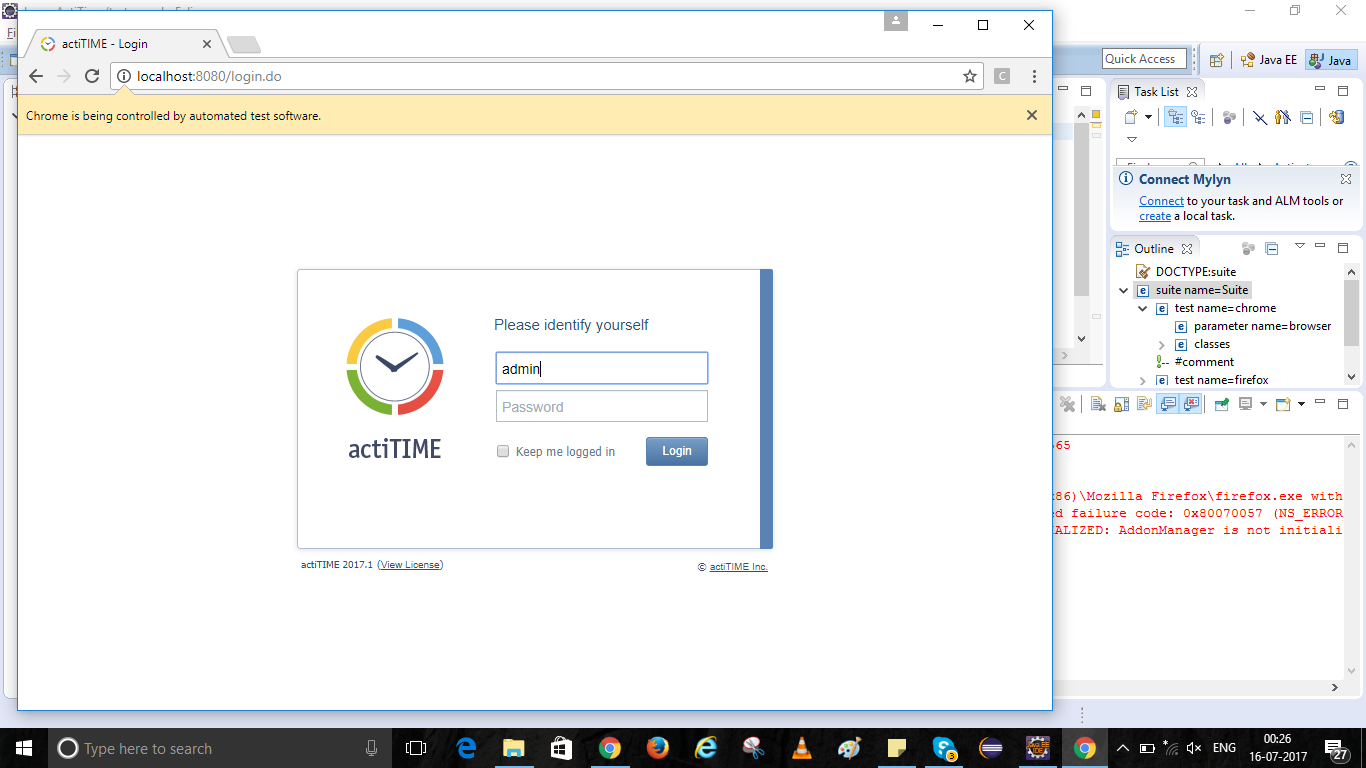 actiTIME - Login
localhost:8080/login.do
C
Chrome is being controlled by automated test software.
Please identify yourself
admin
Password
Keep me logged in
Login
actiTIME
actiTIME 2017.1 (View License)
© actiTIME Inc.
Quick Access
Java EE
Java
Task List
Connect Mylyn
Connect to your task and ALM tools or
create a local task.
Outline
DOCTYPE:suite
suite name=Suite
test name=chrome
parameter name=browser
classes
#comment
test name=firefox
65
86)\Mozilla Firefox\firefox.exe with
ed failure code: 0x80070057 (NS_ERROR
ALIZED: AddonManager is not initiali
Type here to search
3
ENG
00:26
16-07-2017
27